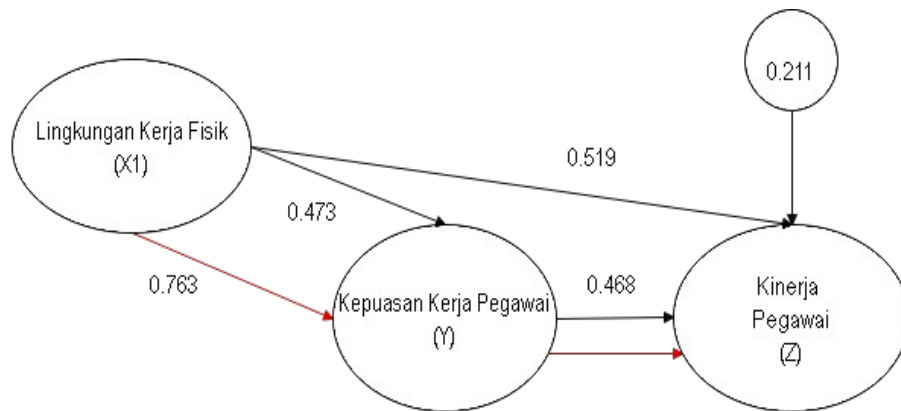 0.211
Lingkungan Kerja Fisik
(X1)
0.519
0.473
0.763
Kepuasan Kerja Pegawai
(Y)
0.468
Kinerja
Pegawai
(Z)